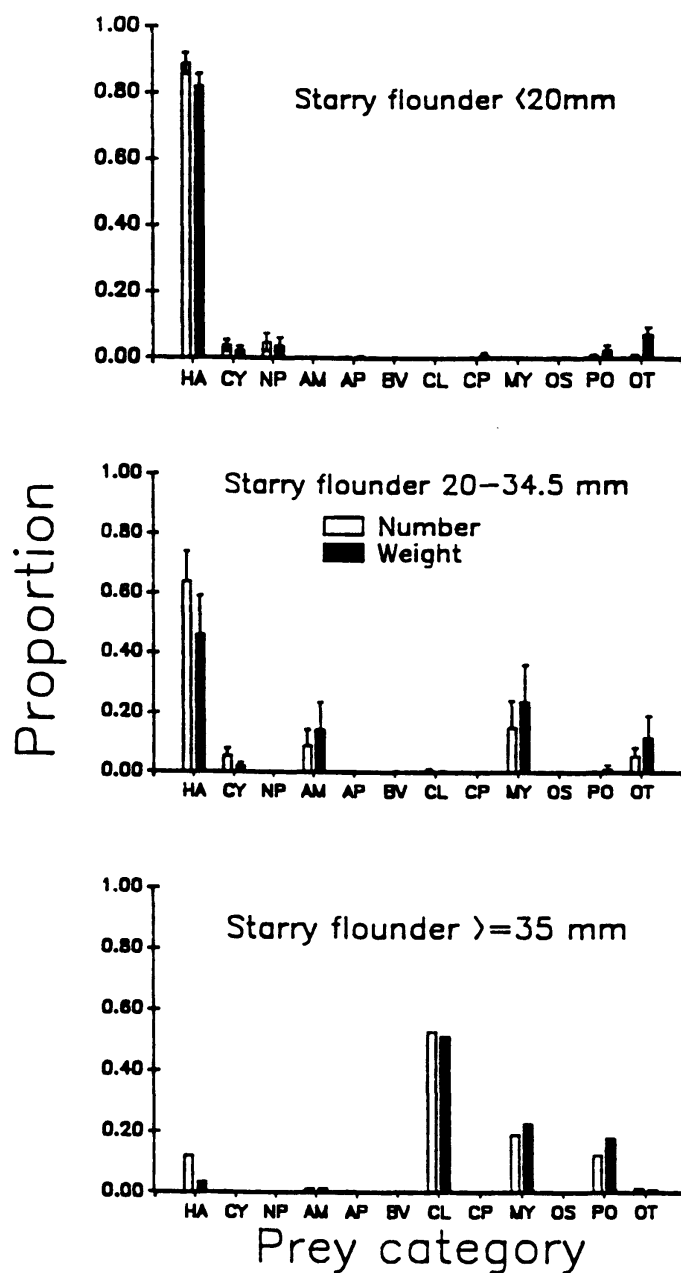 Proportion
1.00
0.80
0.60
0.40
0.20
0.00
Starry flounder <20mm
HA CY NP AM AP BV CL CP MY OS PO OT
1.00
0.80
0.60
0.40
0.20
0.00
Starry flounder 20-34.5 mm
Number
Weight
HA CY NP AM AP BV CL CP MY OS PO OT
1.00
0.80
0.60
0.40
0.20
0.00
Starry flounder >=35 mm
HA CY NP AM AP BV CL CP MY OS PO OT
Prey category